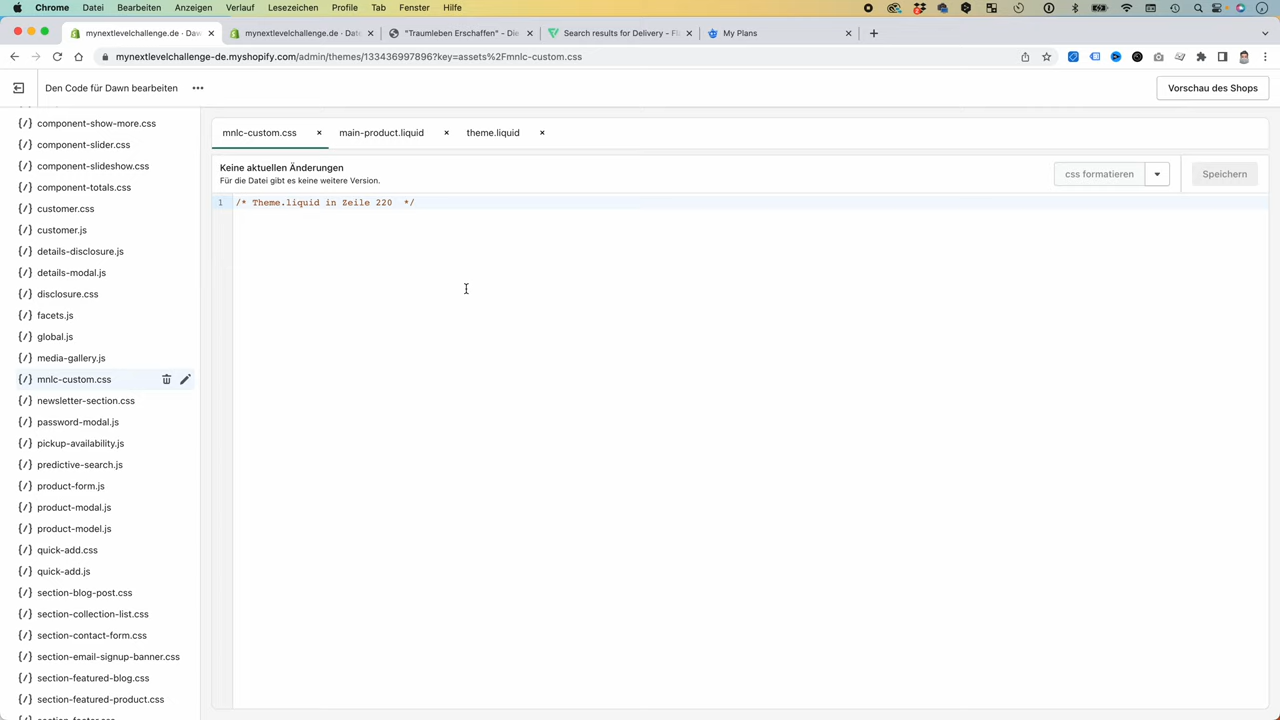 Chrome Datei Bearbeiten Anzeigen Verlauf Lesezeichen Profile Tab Fenster Hilfe
mynextlevelchallenge.de - Daw
mynextlevelchallenge.de - Date
"Traumleben Erschaffen" - Die
Search results for Delivery - Fl
My Plans
mynextlevelchallenge-de.myshopify.com/admin/themes/133436997896?key=assets%2Fmnlc-custom.css
Den Code für Dawn bearbeiten
Vorschau des Shops
component-show-more.css
component-slider.css
component-slideshow.css
component-totals.css
customer.css
customer.js
details-disclosure.js
details-modal.js
disclosure.css
facets.js
global.js
media-gallery.js
mnlc-custom.css
newsletter-section.css
password-modal.js
pickup-availability.js
predictive-search.js
product-form.js
product-modal.js
product-model.js
quick-add.css
quick-add.js
section-blog-post.css
section-collection-list.css
section-contact-form.css
section-email-signup-banner.css
section-featured-blog.css
section-featured-product.css
mnlc-custom.css
main-product.liquid
theme.liquid
Keine aktuellen Änderungen
Für die Datei gibt es keine weitere Version.
css formatieren
Speichern
1 /* Theme.liquid in Zeile 220 */